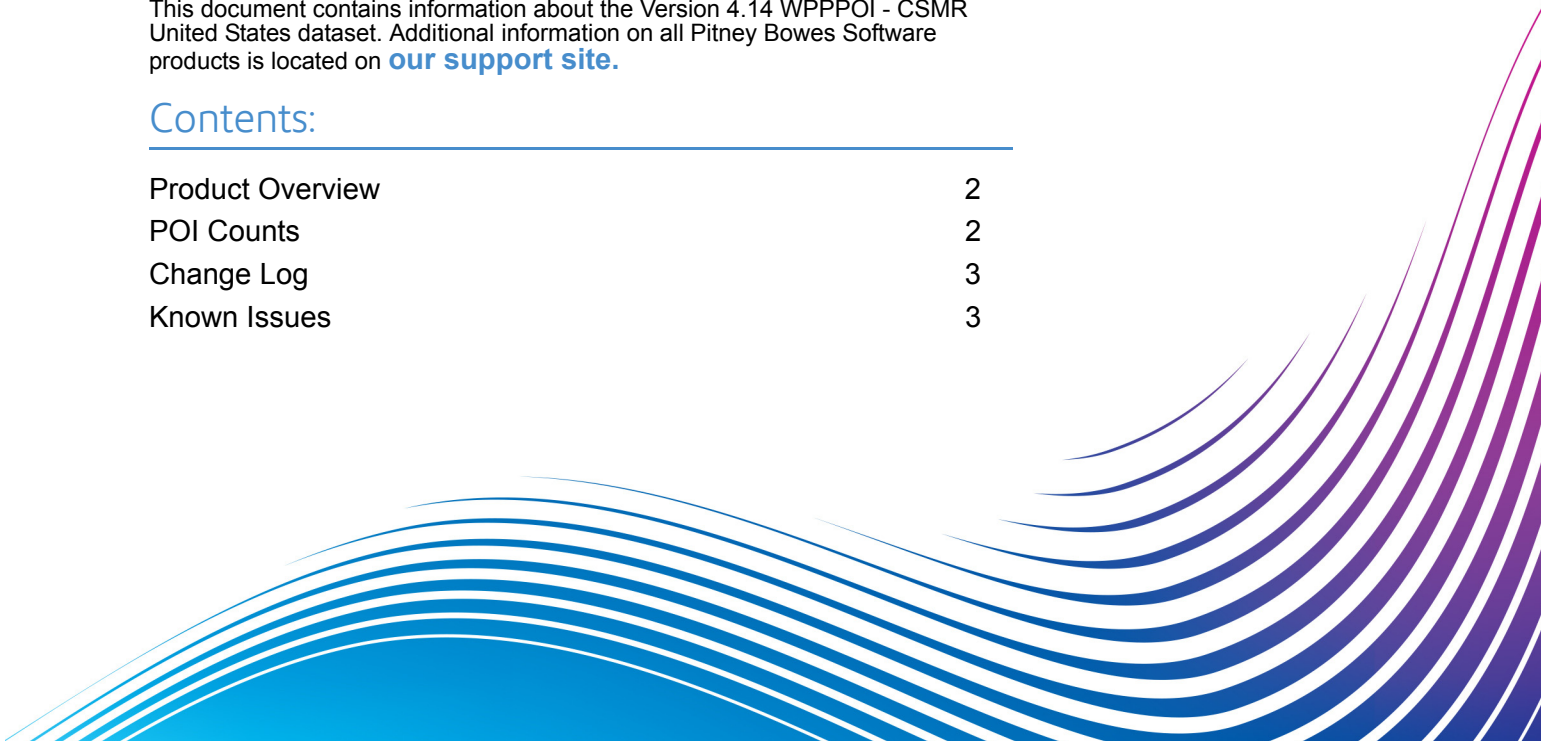 This document contains information about the Version 4.14 WPPPOI - CSMR
United States dataset. Additional information on all Pitney Bowes Software
products is located on our support site.
Contents:
Product Overview 2
POI Counts 2
Change Log 3
Known Issues 3